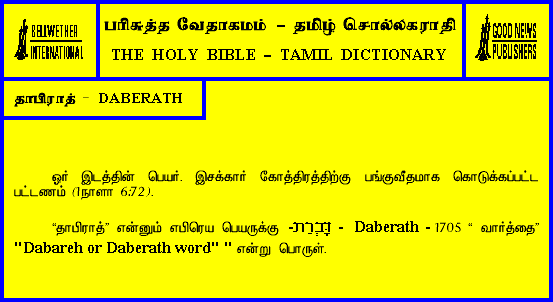 BELLWETHER
INTERNATIONAL
பரிசுத்த வேதாகமம் – தமிழ் சொல்லகராதி
THE HOLY BIBLE – TAMIL DICTIONARY
GOOD NEWS
PUBLISHERS
தாபிராத் – DABERATH
ஓர் இடத்தின் பெயர். இசக்கார் கோத்திரத்திற்கு பங்குவீதமாக கொடுக்கப்பட்ட
பட்டணம் (1நாளா 6:72).
“தாபிராத்” என்னும் எபிரெய பெயருக்கு -דָּבְרַת - Daberath - 1705 “ வார்த்தை”
"Dabareh or Daberath word" " என்று பொருள்.